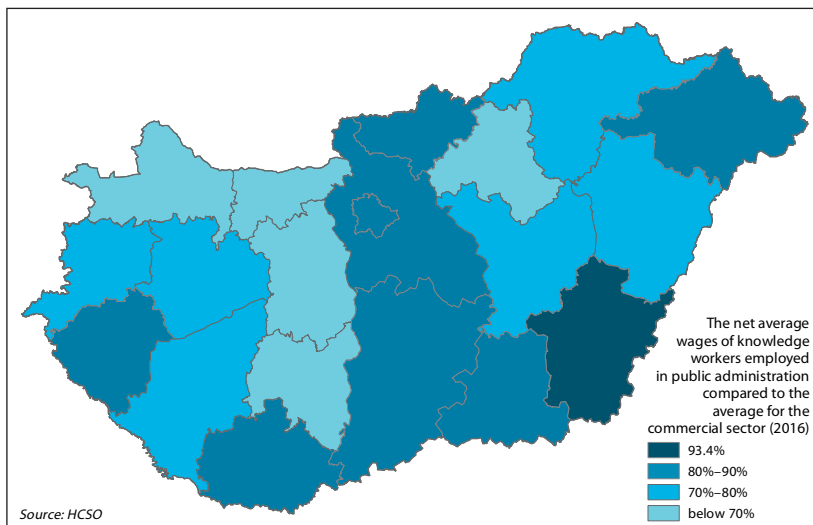 The net average
wages of knowledge
workers employed
in public administration
compared to the
average for the
commercial sector (2016)
93.4%
80%–90%
70%–80%
below 70%
Source: HCSO